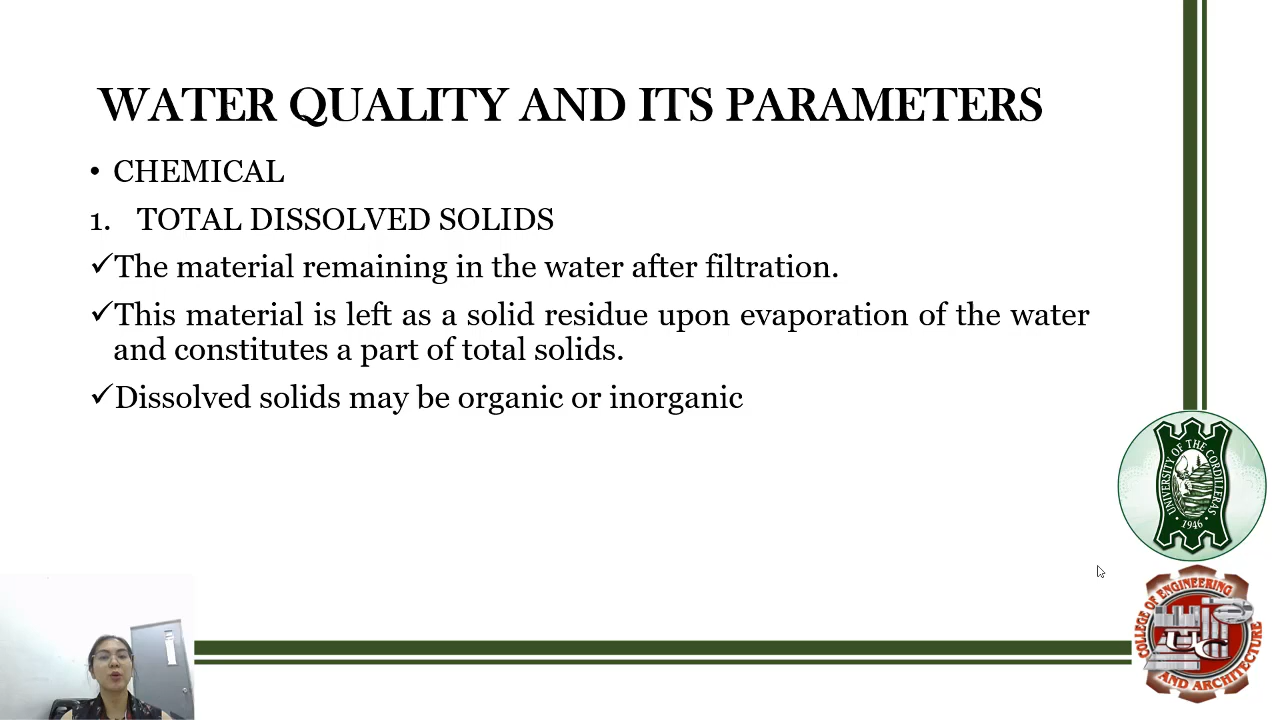 WATER QUALITY AND ITS PARAMETERS
• CHEMICAL
1. TOTAL DISSOLVED SOLIDS
✓The material remaining in the water after filtration.
✓This material is left as a solid residue upon evaporation of the water
and constitutes a part of total solids.
✓Dissolved solids may be organic or inorganic
UNIVERSITY OF THE CORDILLERAS
• 1946 •
COLLEGE OF ENGINEERING
UC
AND ARCHITECTURE